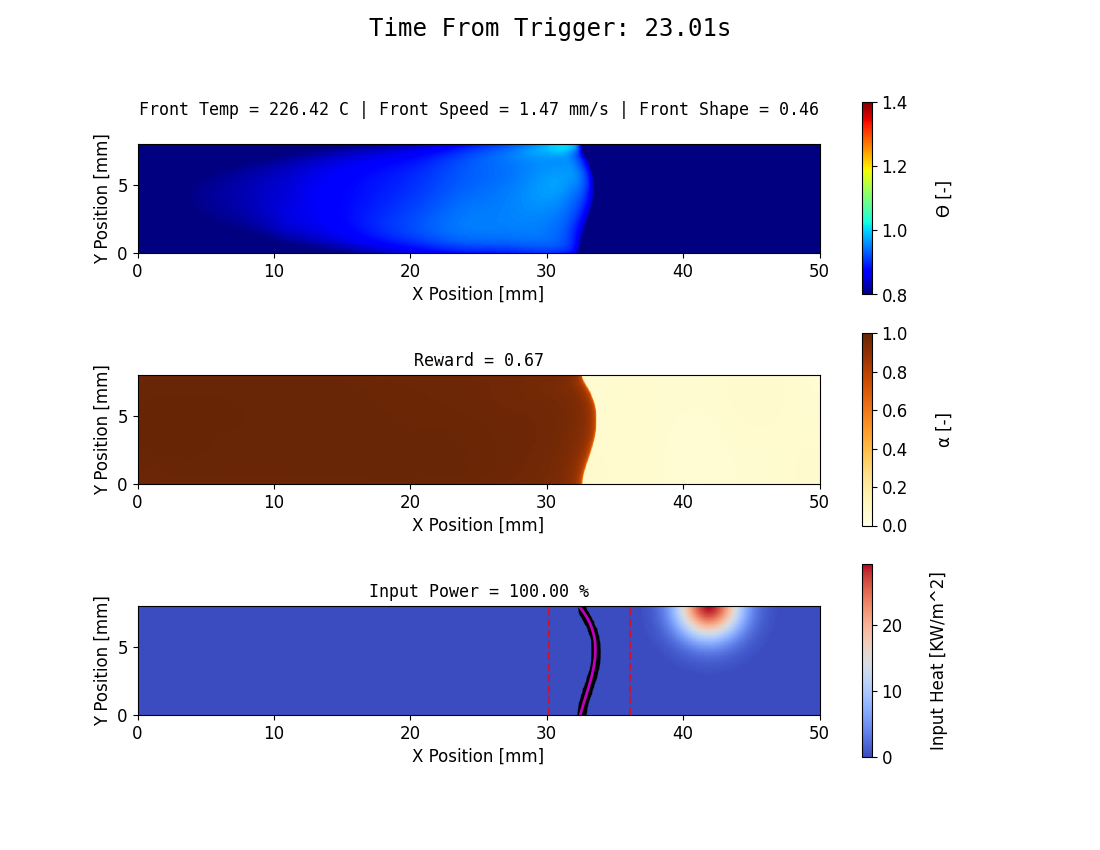 Time From Trigger: 23.01s
Front Temp = 226.42 C | Front Speed = 1.47 mm/s | Front Shape = 0.46
Y Position [mm]
5
0
0 10 20 30 40 50
X Position [mm]
1.4
1.2
1.0
0.8
Θ [-]
Reward = 0.67
Y Position [mm]
5
0
0 10 20 30 40 50
X Position [mm]
1.0
0.8
0.6
0.4
0.2
0.0
α [-]
Input Power = 100.00 %
Y Position [mm]
5
0
0 10 20 30 40 50
X Position [mm]
20
10
0
Input Heat [KW/m^2]